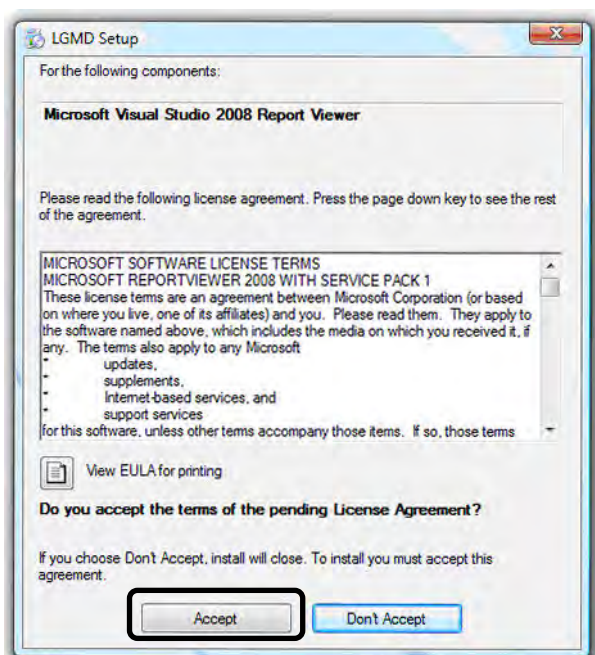 LGMD Setup
For the following components:
Microsoft Visual Studio 2008 Report Viewer
Please read the following license agreement. Press the page down key to see the rest
of the agreement.
MICROSOFT SOFTWARE LICENSE TERMS
MICROSOFT REPORTVIEWER 2008 WITH SERVICE PACK 1
These license terms are an agreement between Microsoft Corporation (or based
on where you live, one of its affiliates) and you. Please read them. They apply to
the software named above, which includes the media on which you received it, if
any. The terms also apply to any Microsoft
* updates,
* supplements,
* Internet-based services, and
* support services
for this software, unless other terms accompany those items. If so, those terms
View EULA for printing
Do you accept the terms of the pending License Agreement?
If you choose Don't Accept, install will close. To install you must accept this
agreement.
Accept Don't Accept